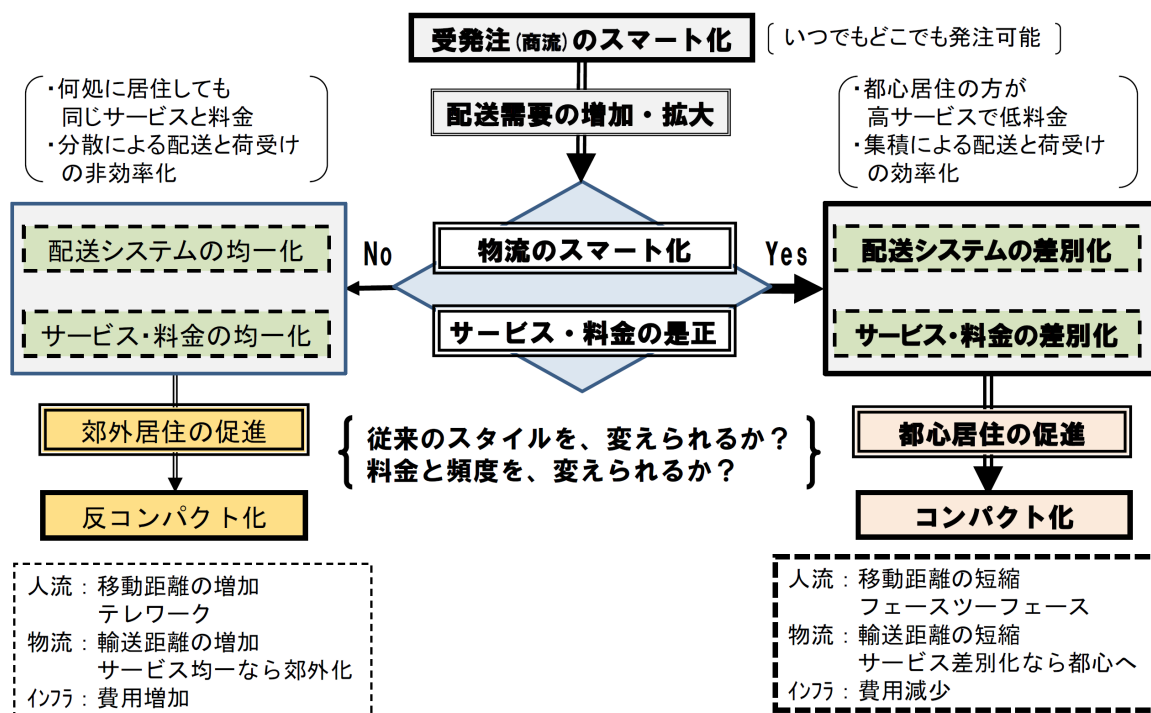 受発注(商流)のスマート化
いつでもどこでも発注可能
・何処に居住しても
同じサービスと料金
・分散による配送と荷受け
の非効率化
配送需要の増加・拡大
・都心居住の方が
高サービスで低料金
・集積による配送と荷受け
の効率化
配送システムの均一化
No
物流のスマート化
Yes
配送システムの差別化
サービス・料金の均一化
サービス・料金の是正
サービス・料金の差別化
郊外居住の促進
従来のスタイルを、変えられるか?
料金と頻度を、変えられるか?
都心居住の促進
反コンパクト化
コンパクト化
人流:移動距離の増加
テレワーク
物流:輸送距離の増加
サービス均一なら郊外化
インフラ:費用増加
人流:移動距離の短縮
フェースツーフェース
物流:輸送距離の短縮
サービス差別化なら都心へ
インフラ:費用減少